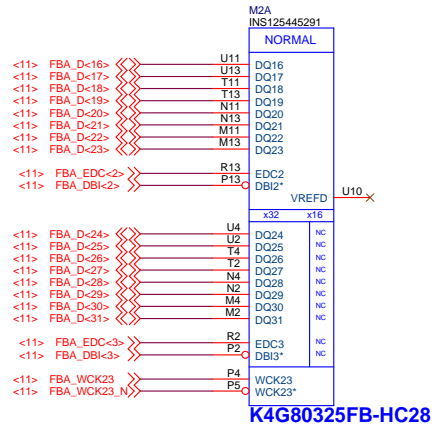 M2A
INS125445291
NORMAL
<11> FBA_D<16> U11 DQ16
<11> FBA_D<17> U13 DQ17
<11> FBA_D<18> T11 DQ18
<11> FBA_D<19> T13 DQ19
<11> FBA_D<20> N11 DQ20
<11> FBA_D<21> N13 DQ21
<11> FBA_D<22> M11 DQ22
<11> FBA_D<23> M13 DQ23
<11> FBA_EDC<2> R13 EDC2
<11> FBA_DBI<2> P13 DBI2*
VREFD U10
x32 x16
<11> FBA_D<24> U4 DQ24 NC
<11> FBA_D<25> U2 DQ25 NC
<11> FBA_D<26> T4 DQ26 NC
<11> FBA_D<27> T2 DQ27 NC
<11> FBA_D<28> N4 DQ28 NC
<11> FBA_D<29> N2 DQ29 NC
<11> FBA_D<30> M4 DQ30 NC
<11> FBA_D<31> M2 DQ31 NC
<11> FBA_EDC<3> R2 EDC3 NC
<11> FBA_DBI<3> P2 DBI3* NC
<11> FBA_WCK23 P4 WCK23
<11> FBA_WCK23_N P5 WCK23*
K4G80325FB-HC28